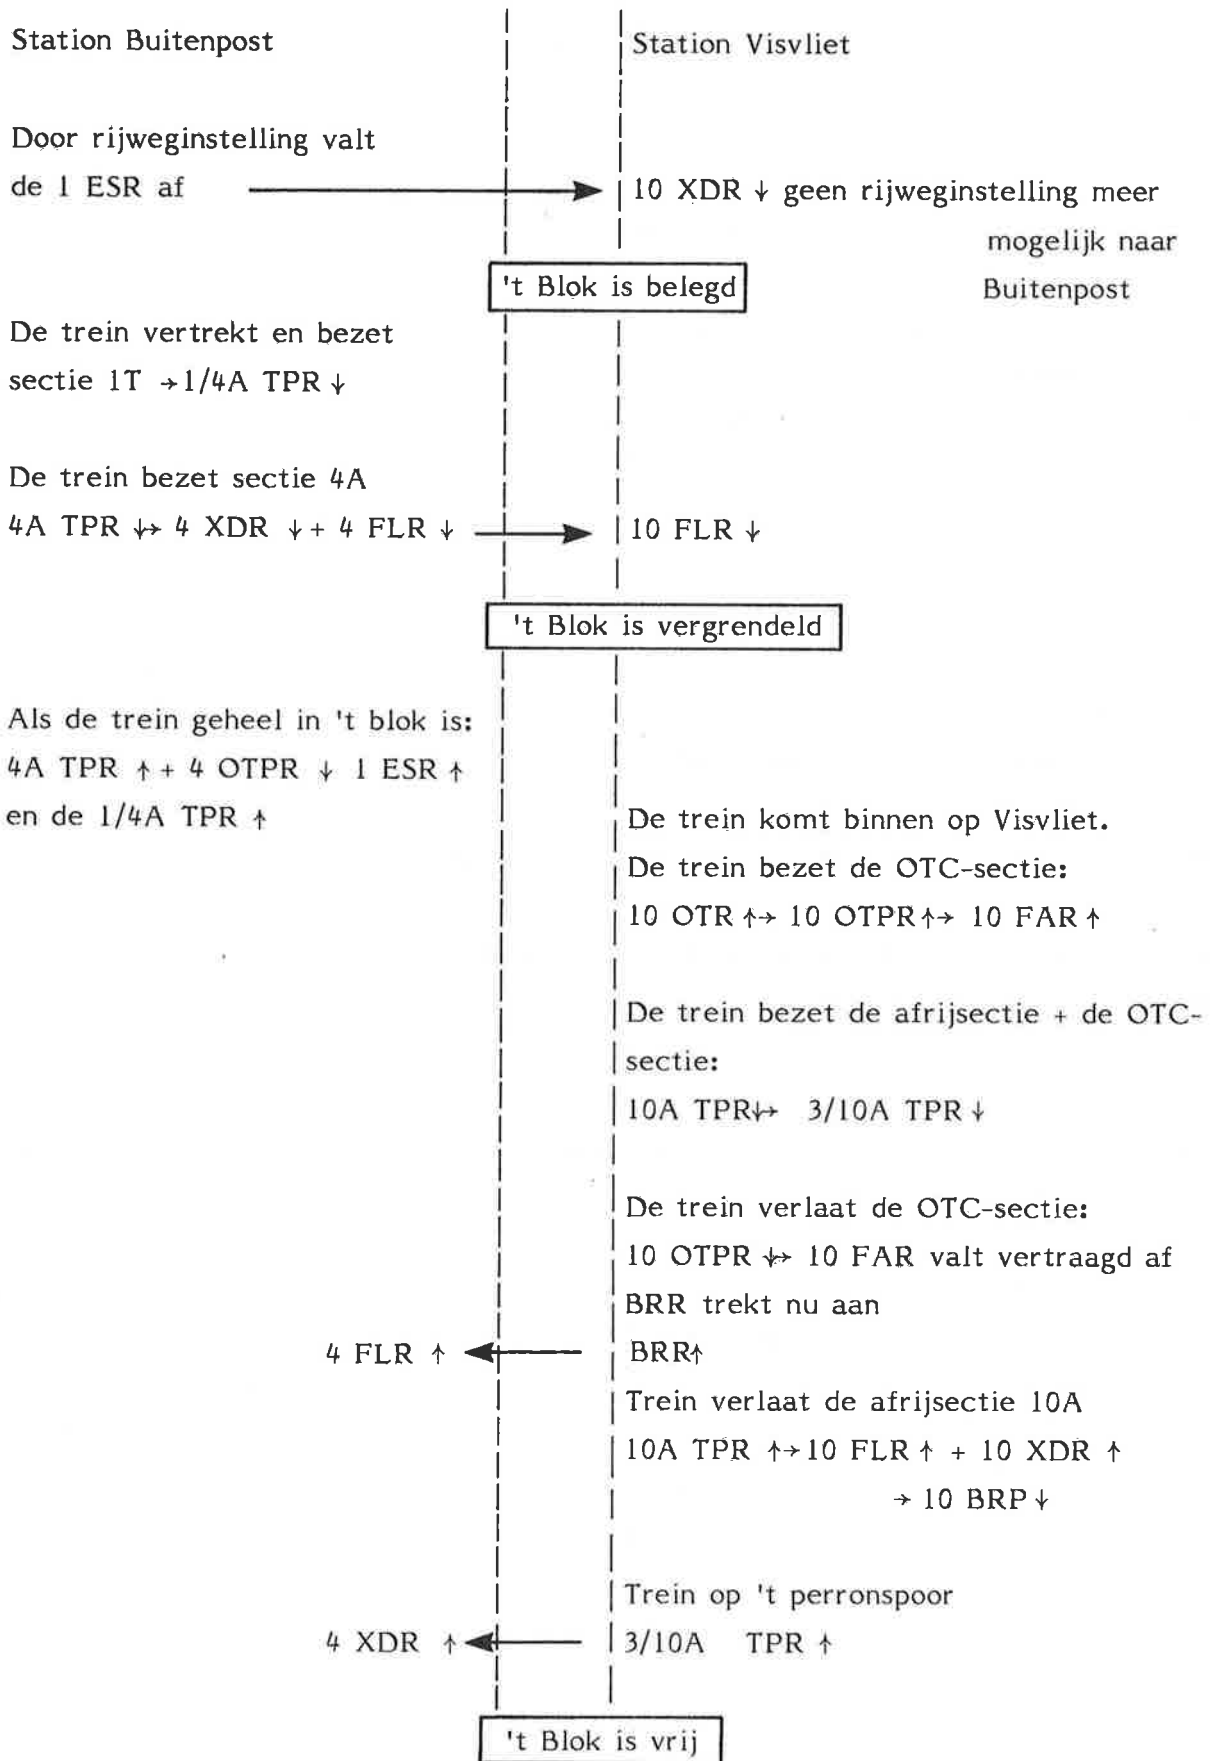 Station Buitenpost
Station Visvliet
Door rijweginstelling valt
de 1 ESR af
10 XDR ↓ geen rijweginstelling meer
mogelijk naar
Buitenpost
't Blok is belegd
De trein vertrekt en bezet
sectie 1T → 1/4A TPR ↓
De trein bezet sectie 4A
4A TPR ↓→ 4 XDR ↓ + 4 FLR ↓
10 FLR ↓
't Blok is vergrendeld
Als de trein geheel in 't blok is:
4A TPR ↑ + 4 OTPR ↓ 1 ESR ↑
en de 1/4A TPR ↑
De trein komt binnen op Visvliet.
De trein bezet de OTC-sectie:
10 OTR ↑→ 10 OTPR ↑→ 10 FAR ↑
De trein bezet de afrijsectie + de OTC-
sectie:
10A TPR ↓→ 3/10A TPR ↓
De trein verlaat de OTC-sectie:
10 OTPR ↓→ 10 FAR valt vertraagd af
BRR trekt nu aan
4 FLR ↑
BRR↑
Trein verlaat de afrijsectie 10A
10A TPR ↑→ 10 FLR ↑ + 10 XDR ↑
→ 10 BRP ↓
Trein op 't perronspoor
4 XDR ↑
3/10A TPR ↑
't Blok is vrij